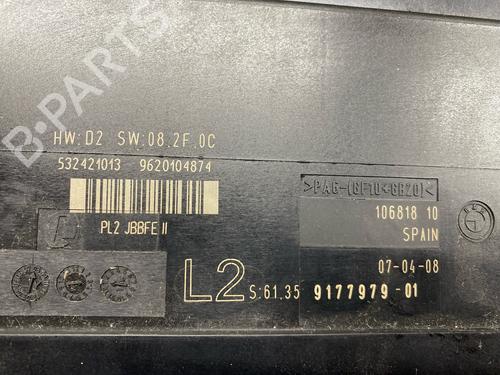 B-PARTS
HW:D2 SW:08.2F.0C
532421013 9620104874
PL2 JBBFE II
>PA6-(GF10+GB20)<
106818 10
SPAIN
07-04-08
L2 S:61.35 9177979-01